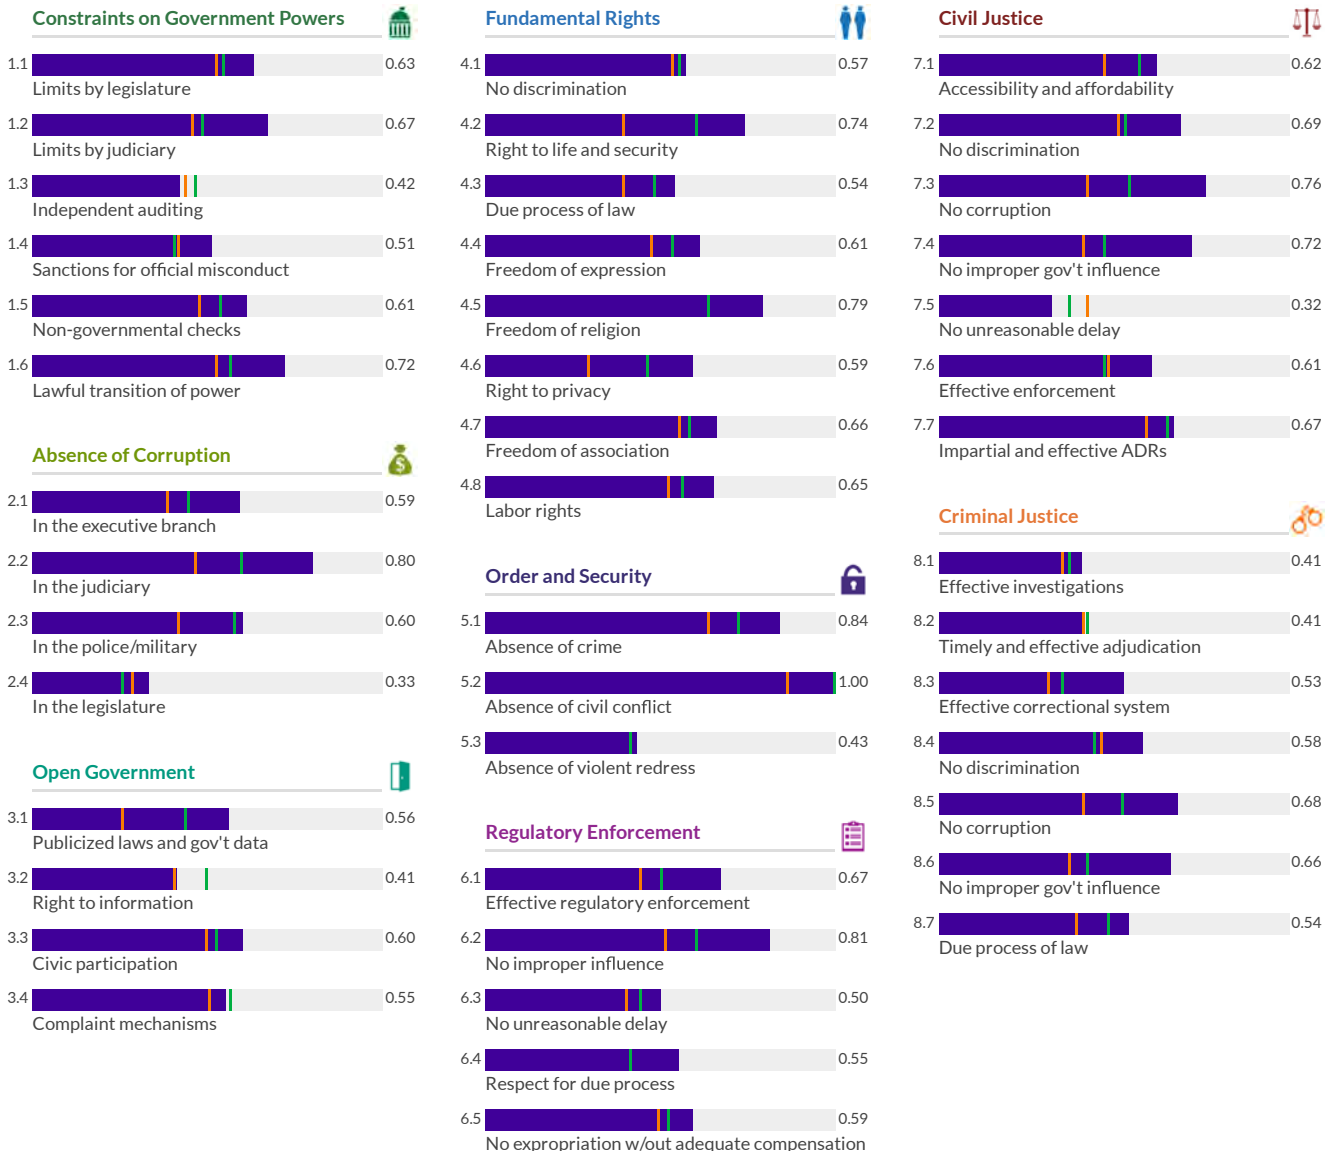 Constraints on Government Powers
1.1 0.63
Limits by legislature
1.2 0.67
Limits by judiciary
1.3 0.42
Independent auditing
1.4 0.51
Sanctions for official misconduct
1.5 0.61
Non-governmental checks
1.6 0.72
Lawful transition of power
Absence of Corruption
$
2.1 0.59
In the executive branch
2.2 0.80
In the judiciary
2.3 0.60
In the police/military
2.4 0.33
In the legislature
Open Government
3.1 0.56
Publicized laws and gov't data
3.2 0.41
Right to information
3.3 0.60
Civic participation
3.4 0.55
Complaint mechanisms
Fundamental Rights
4.1 0.57
No discrimination
4.2 0.74
Right to life and security
4.3 0.54
Due process of law
4.4 0.61
Freedom of expression
4.5 0.79
Freedom of religion
4.6 0.59
Right to privacy
4.7 0.66
Freedom of association
4.8 0.65
Labor rights
Order and Security
5.1 0.84
Absence of crime
5.2 1.00
Absence of civil conflict
5.3 0.43
Absence of violent redress
Regulatory Enforcement
6.1 0.67
Effective regulatory enforcement
6.2 0.81
No improper influence
6.3 0.50
No unreasonable delay
6.4 0.55
Respect for due process
6.5 0.59
No expropriation w/out adequate compensation
Civil Justice
7.1 0.62
Accessibility and affordability
7.2 0.69
No discrimination
7.3 0.76
No corruption
7.4 0.72
No improper gov't influence
7.5 0.32
No unreasonable delay
7.6 0.61
Effective enforcement
7.7 0.67
Impartial and effective ADRs
Criminal Justice
8.1 0.41
Effective investigations
8.2 0.41
Timely and effective adjudication
8.3 0.53
Effective correctional system
8.4 0.58
No discrimination
8.5 0.68
No corruption
8.6 0.66
No improper gov't influence
8.7 0.54
Due process of law